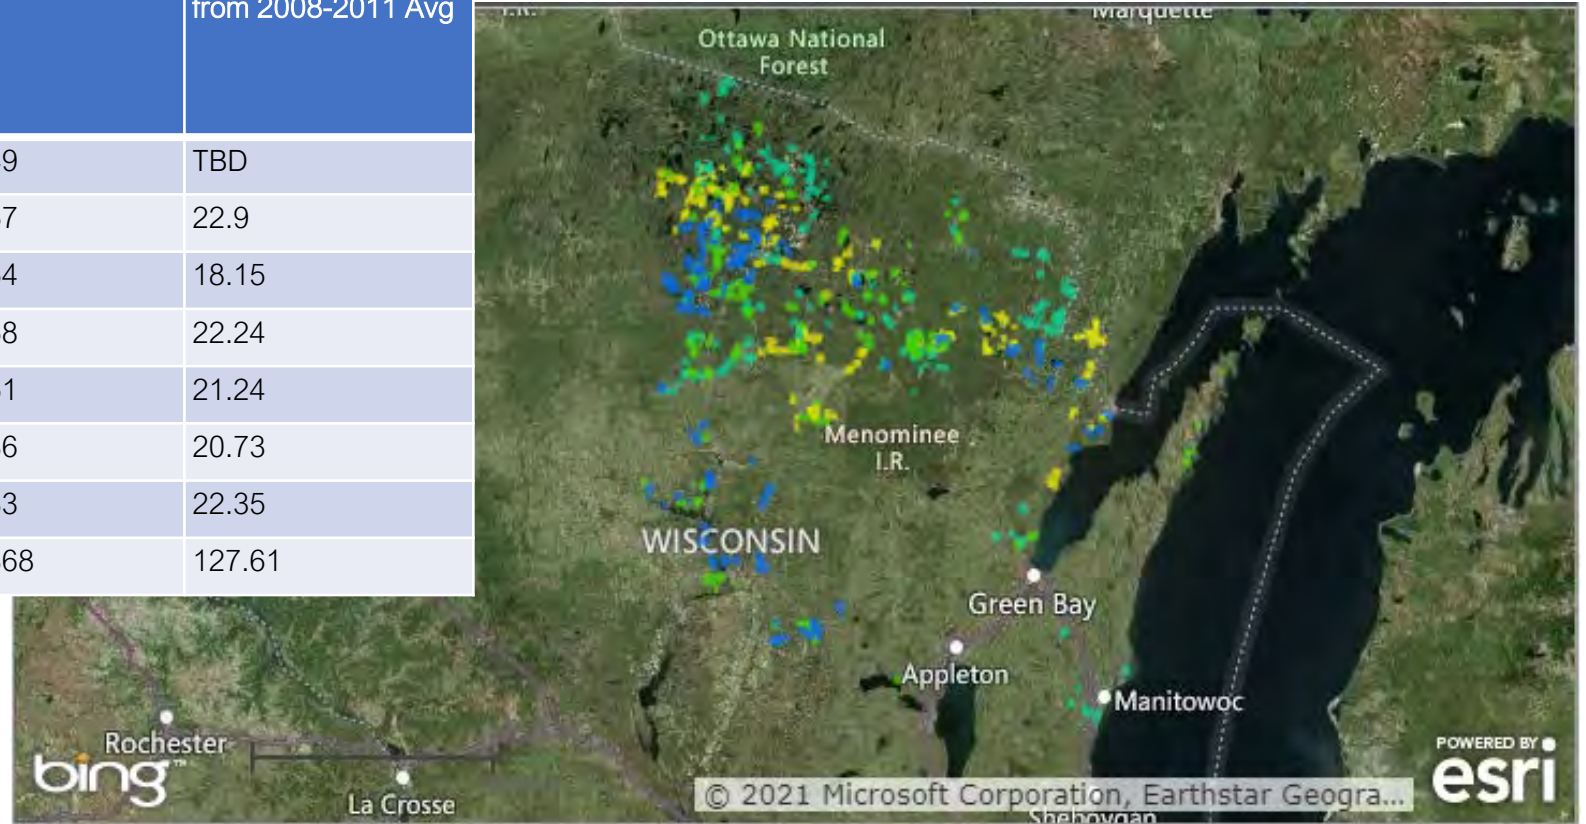 from 2008-2011 Avg
9 TBD
7 22.9
4 18.15
8 22.24
1 21.24
6 20.73
3 22.35
68 127.61
Marquette
Ottawa National
Forest
Menominee
I.R.
WISCONSIN
Green Bay
Appleton
Manitowoc
Rochester
La Crosse
Sheboygan
bing™
POWERED BY
esri
© 2021 Microsoft Corporation, Earthstar Geogra...